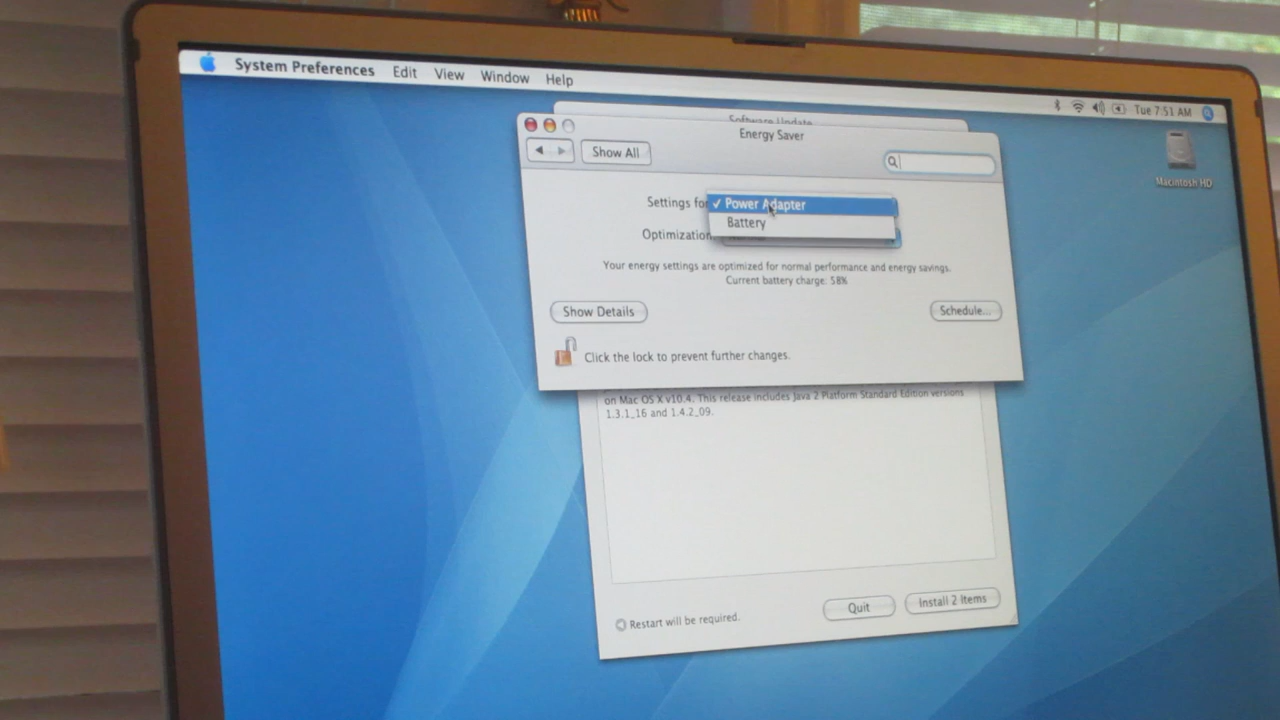 System Preferences Edit View Window Help
Tue 7:51 AM
Macintosh HD
Software Update
Energy Saver
Show All
Settings fo
✓ Power Adapter
Battery
Optimization
Your energy settings are optimized for normal performance and energy savings.
Current battery charge: 58%
Show Details
Schedule...
Click the lock to prevent further changes.
on Mac OS X v10.4. This release includes Java 2 Platform Standard Edition versions
1.3.1_16 and 1.4.2_09.
Restart will be required.
Quit
Install 2 Items